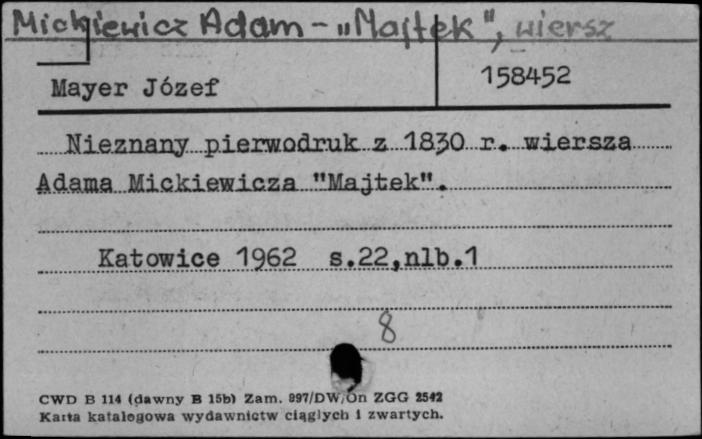 Mickiewicz Adam - „Majtek", wiersz
Mayer Józef
158452
Nieznany pierwodruk z 1830 r. wiersza
Adama Mickiewicza "Majtek".
Katowice 1962 s.22,nlb.1
8
CWD B 114 (dawny B 15b) Zam. 997/DW/On ZGG 2542
Karta katalogowa wydawnictw ciągłych i zwartych.